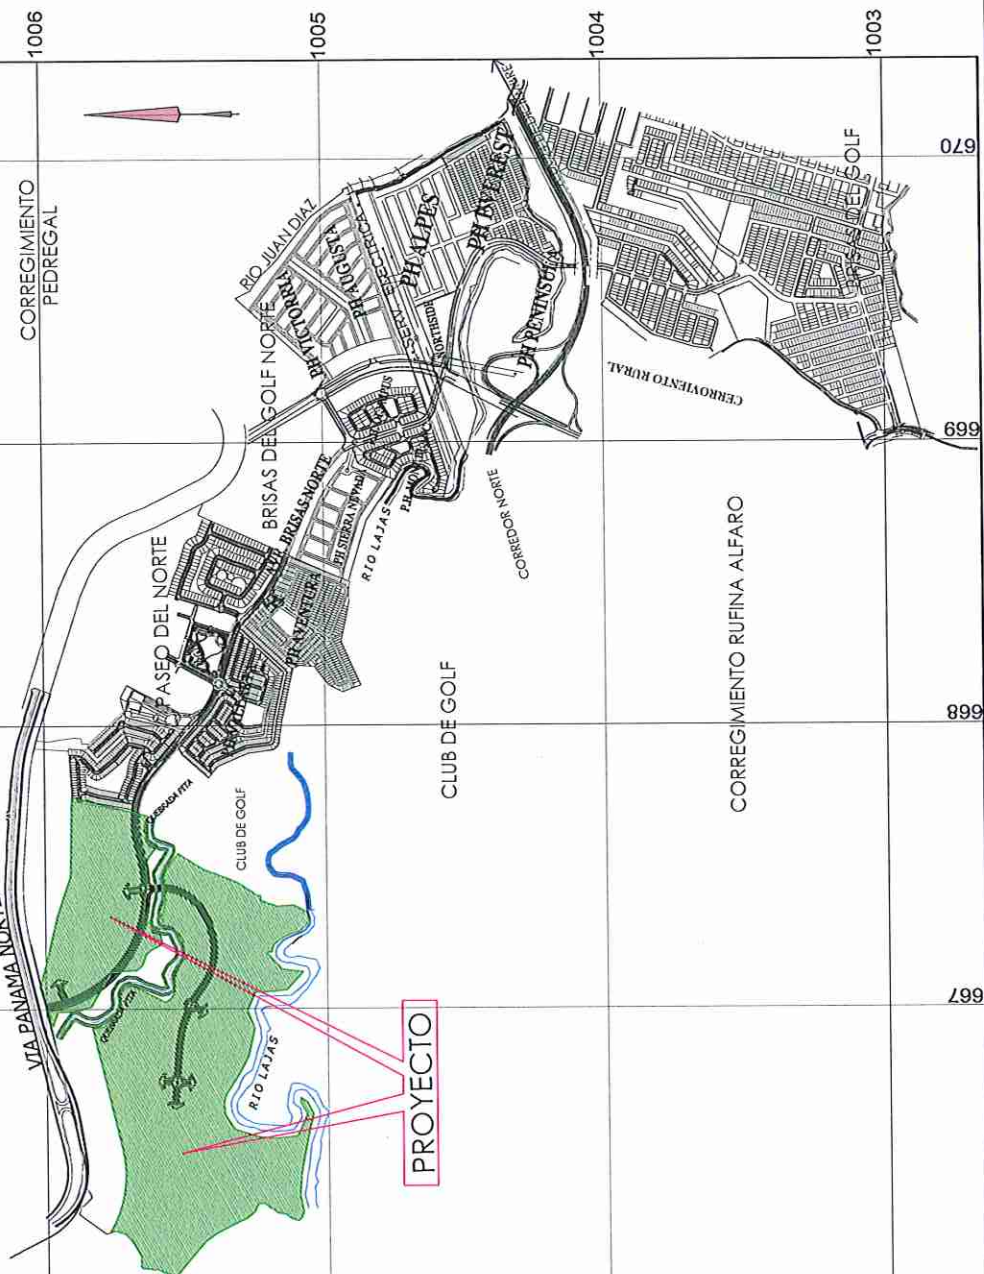 1006
1005
1004
1003
670
699
668
667
CORREGIMIENTO
PEDREGAL
RIO JUAN DIAZ
BRISAS DEL GOLF NORTE
PH VICTORIA
PH AUGUSTA
SERV. ELECTRICA
PH ALPES
PH EVEREST
NORTHSIDE
PH PENINSULA
BRISAS DEL GOLF
CERROVIENTO RURAL
AVE. BRISAS NORTE
PH SIERRA NEVADA
RIO LAJAS
CORREDOR NORTE
PASEO DEL NORTE
PH AVENTURA
CLUB DE GOLF
CORREGIMIENTO RUFINA ALFARO
QUEBRADA PITA
CLUB DE GOLF
VIA PANAMA NORTE
QUEBRADA PITA
RIO LAJAS
PROYECTO